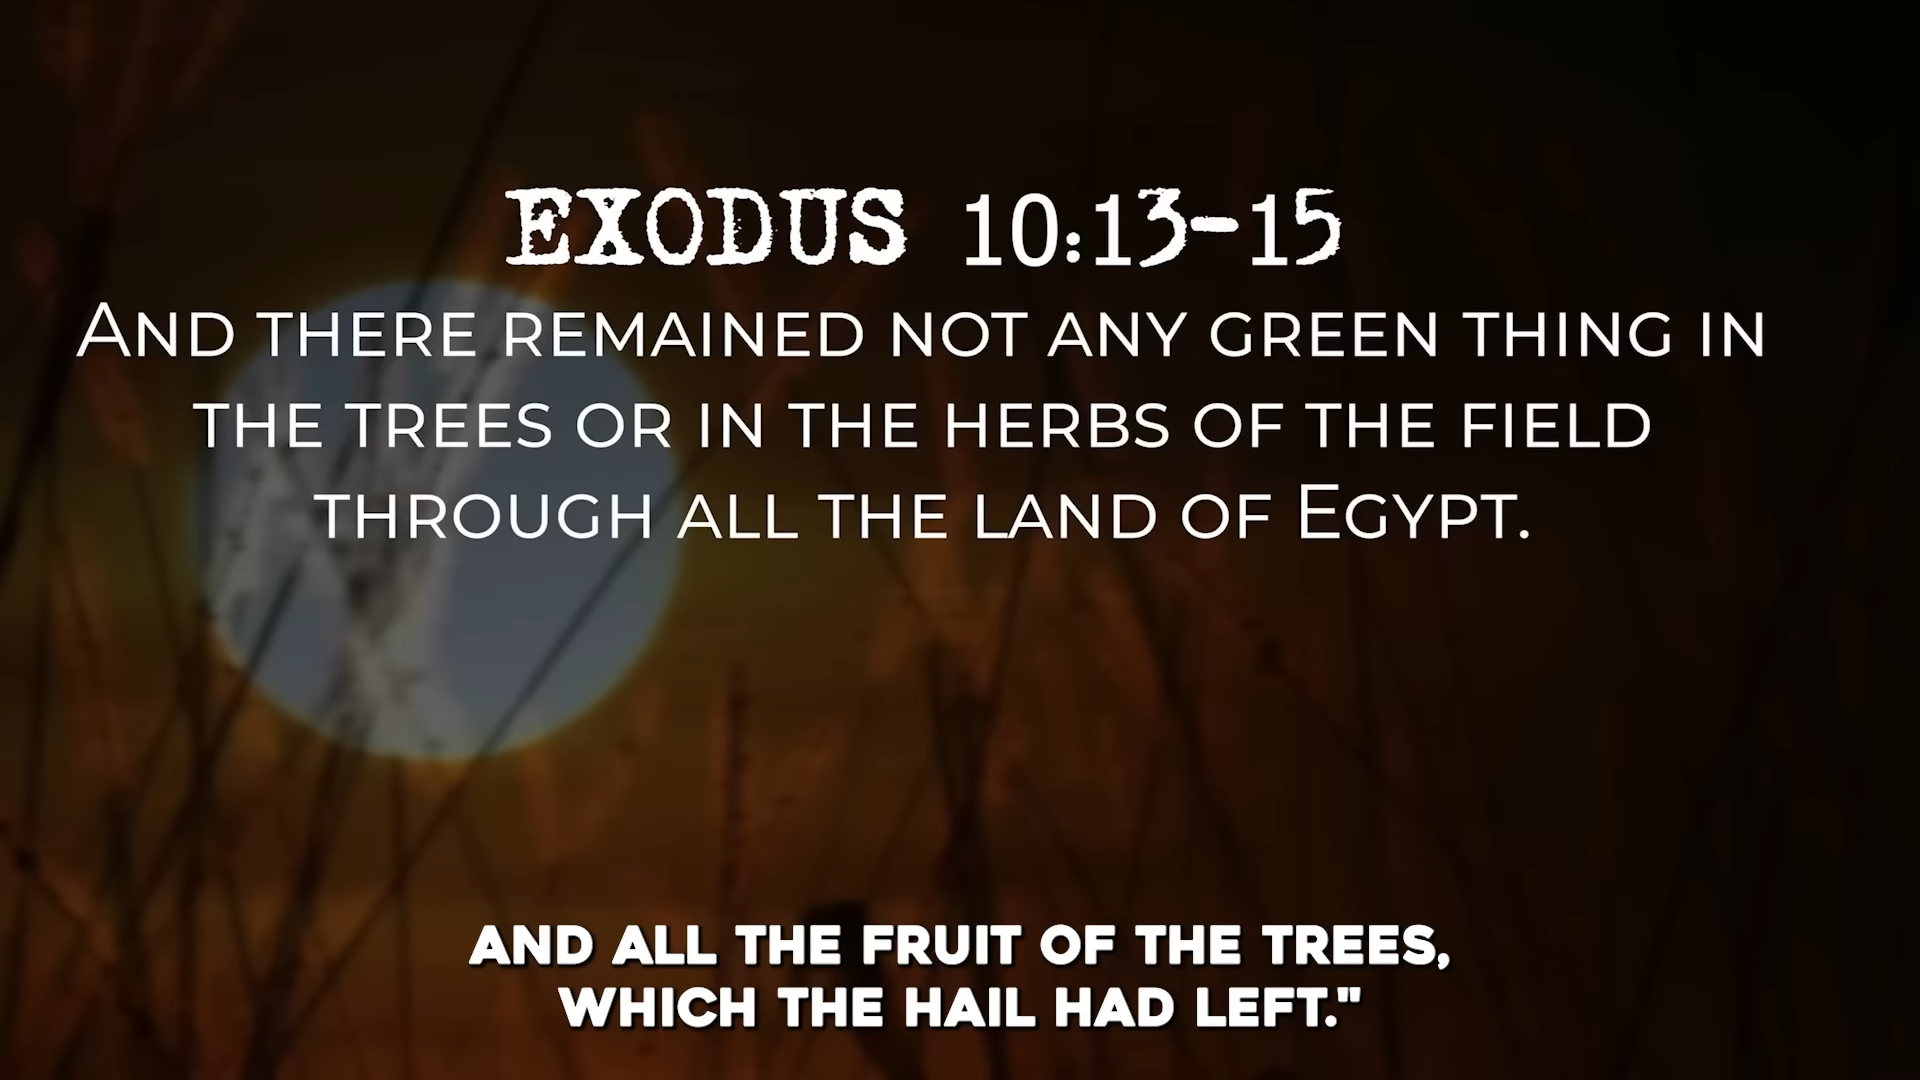 EXODUS 10:13-15
And there remained not any green thing in
the trees or in the herbs of the field
through all the land of Egypt.
AND ALL THE FRUIT OF THE TREES,
WHICH THE HAIL HAD LEFT."